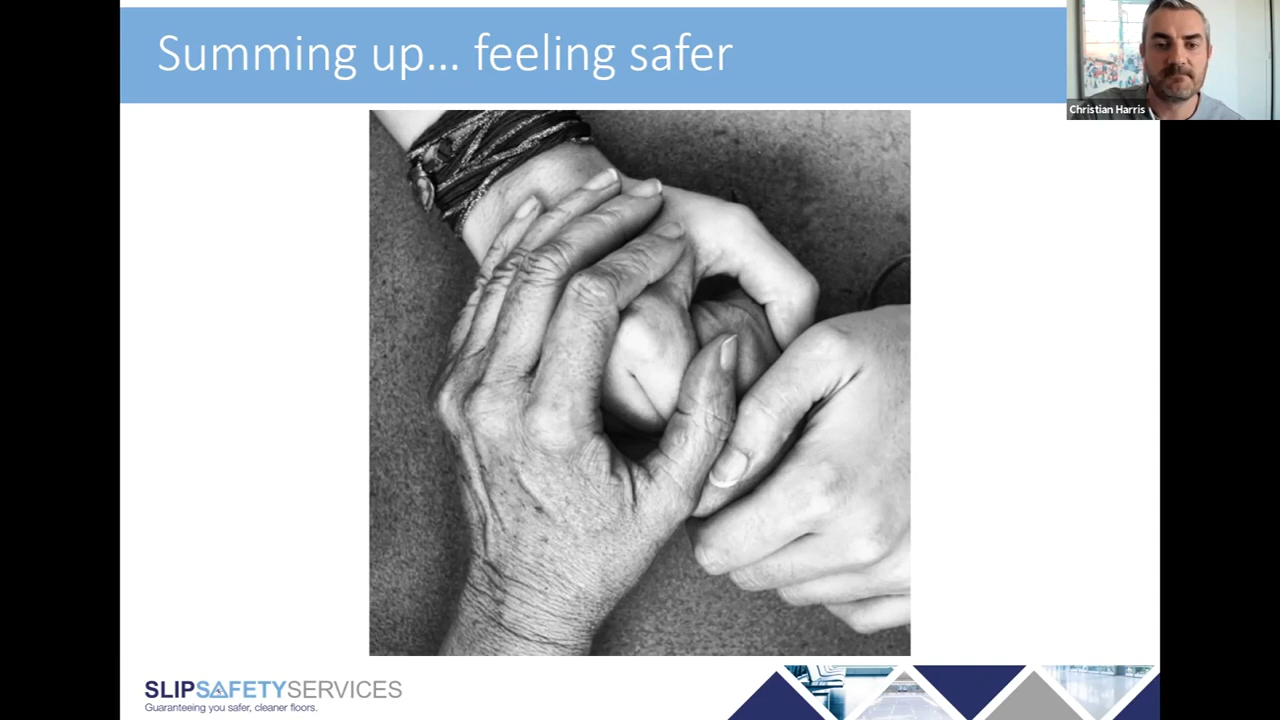 Summing up... feeling safer
Christian Harris
SLIPSAFETYSERVICES
Guaranteeing you safer, cleaner floors.